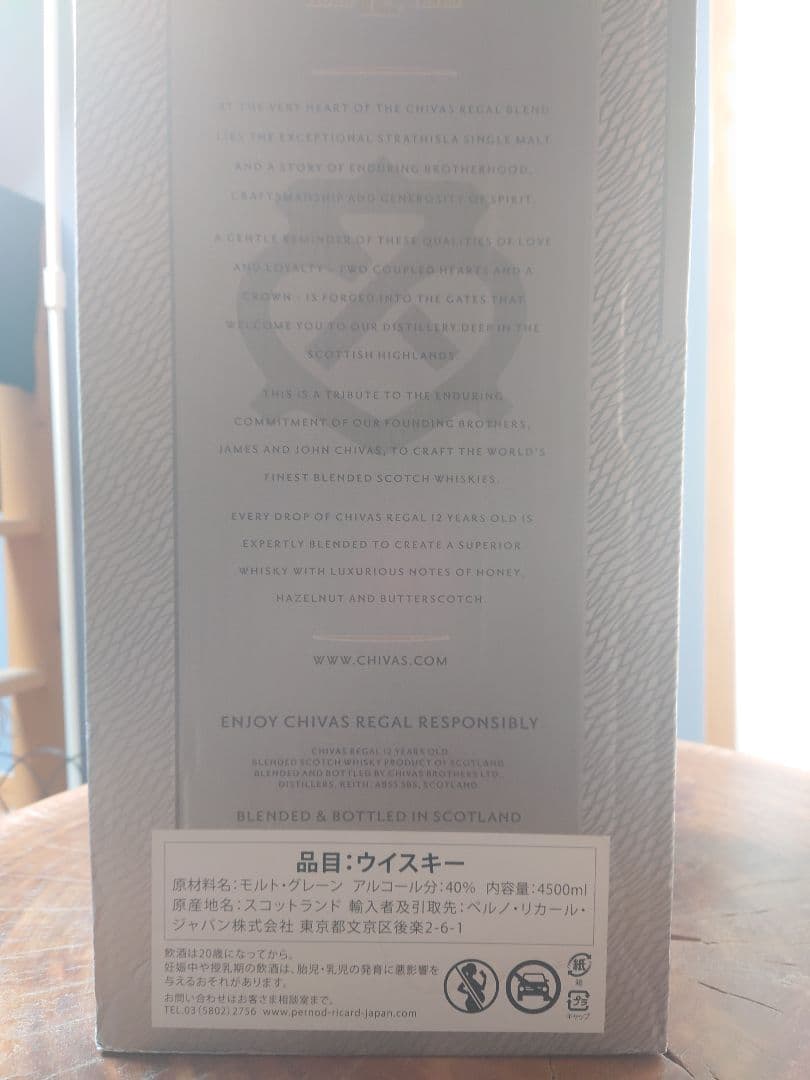 AT THE VERY HEART OF THE CHIVAS REGAL BLEND
LIES THE EXCEPTIONAL STRATHISLA SINGLE MALT
AND A STORY OF ENDURING BROTHERHOOD,
CRAFTSMANSHIP AND GENEROSITY OF SPIRIT.
A GENTLE REMINDER OF THESE QUALITIES OF LOVE
AND LOYALTY - TWO COUPLED HEARTS AND A
CROWN - IS FORGED INTO THE GATES THAT
WELCOME YOU TO OUR DISTILLERY DEEP IN THE
SCOTTISH HIGHLANDS.
THIS IS A TRIBUTE TO THE ENDURING
COMMITMENT OF OUR FOUNDING BROTHERS,
JAMES AND JOHN CHIVAS, TO CRAFT THE WORLD'S
FINEST BLENDED SCOTCH WHISKIES.
EVERY DROP OF CHIVAS REGAL 12 YEARS OLD IS
EXPERTLY BLENDED TO CREATE A SUPERIOR
WHISKY WITH LUXURIOUS NOTES OF HONEY,
HAZELNUT AND BUTTERSCOTCH
WWW.CHIVAS.COM
ENJOY CHIVAS REGAL RESPONSIBLY
CHIVAS REGAL 12 YEARS OLD
BLENDED SCOTCH WHISKY PRODUCT OF SCOTLAND
BLENDED AND BOTTLED BY CHIVAS BROTHERS LTD.,
DISTILLERS, KEITH, AB55 5BS, SCOTLAND
BLENDED & BOTTLED IN SCOTLAND
品目:ウイスキー
原材料名:モルト・グレーン アルコール分:40% 内容量:4500ml
原産地名:スコットランド 輸入者及引取先:ペルノ・リカール・
ジャパン株式会社 東京都文京区後楽2-6-1
飲酒は20歳になってから。
妊娠中や授乳期の飲酒は、胎児・乳児の発育に悪影響を
与えるおそれがあります。
お問い合わせはお客さま相談室まで。
TEL.03(5802)2756 www.pernod-ricard-japan.com
紙
箱
プラ
キャップ